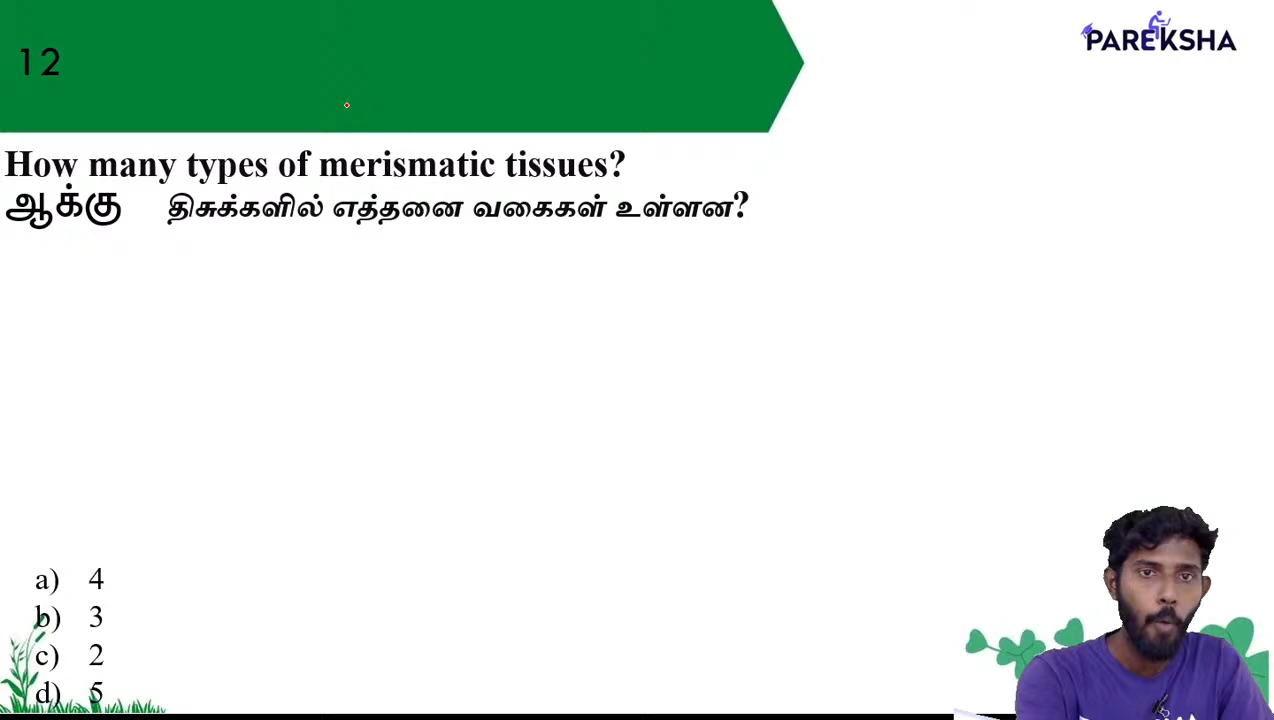 12
PAREKSHA
How many types of merismatic tissues?
ஆக்கு திசுக்களில் எத்தனை வகைகள் உள்ளன?
a) 4
b) 3
c) 2
d) 5